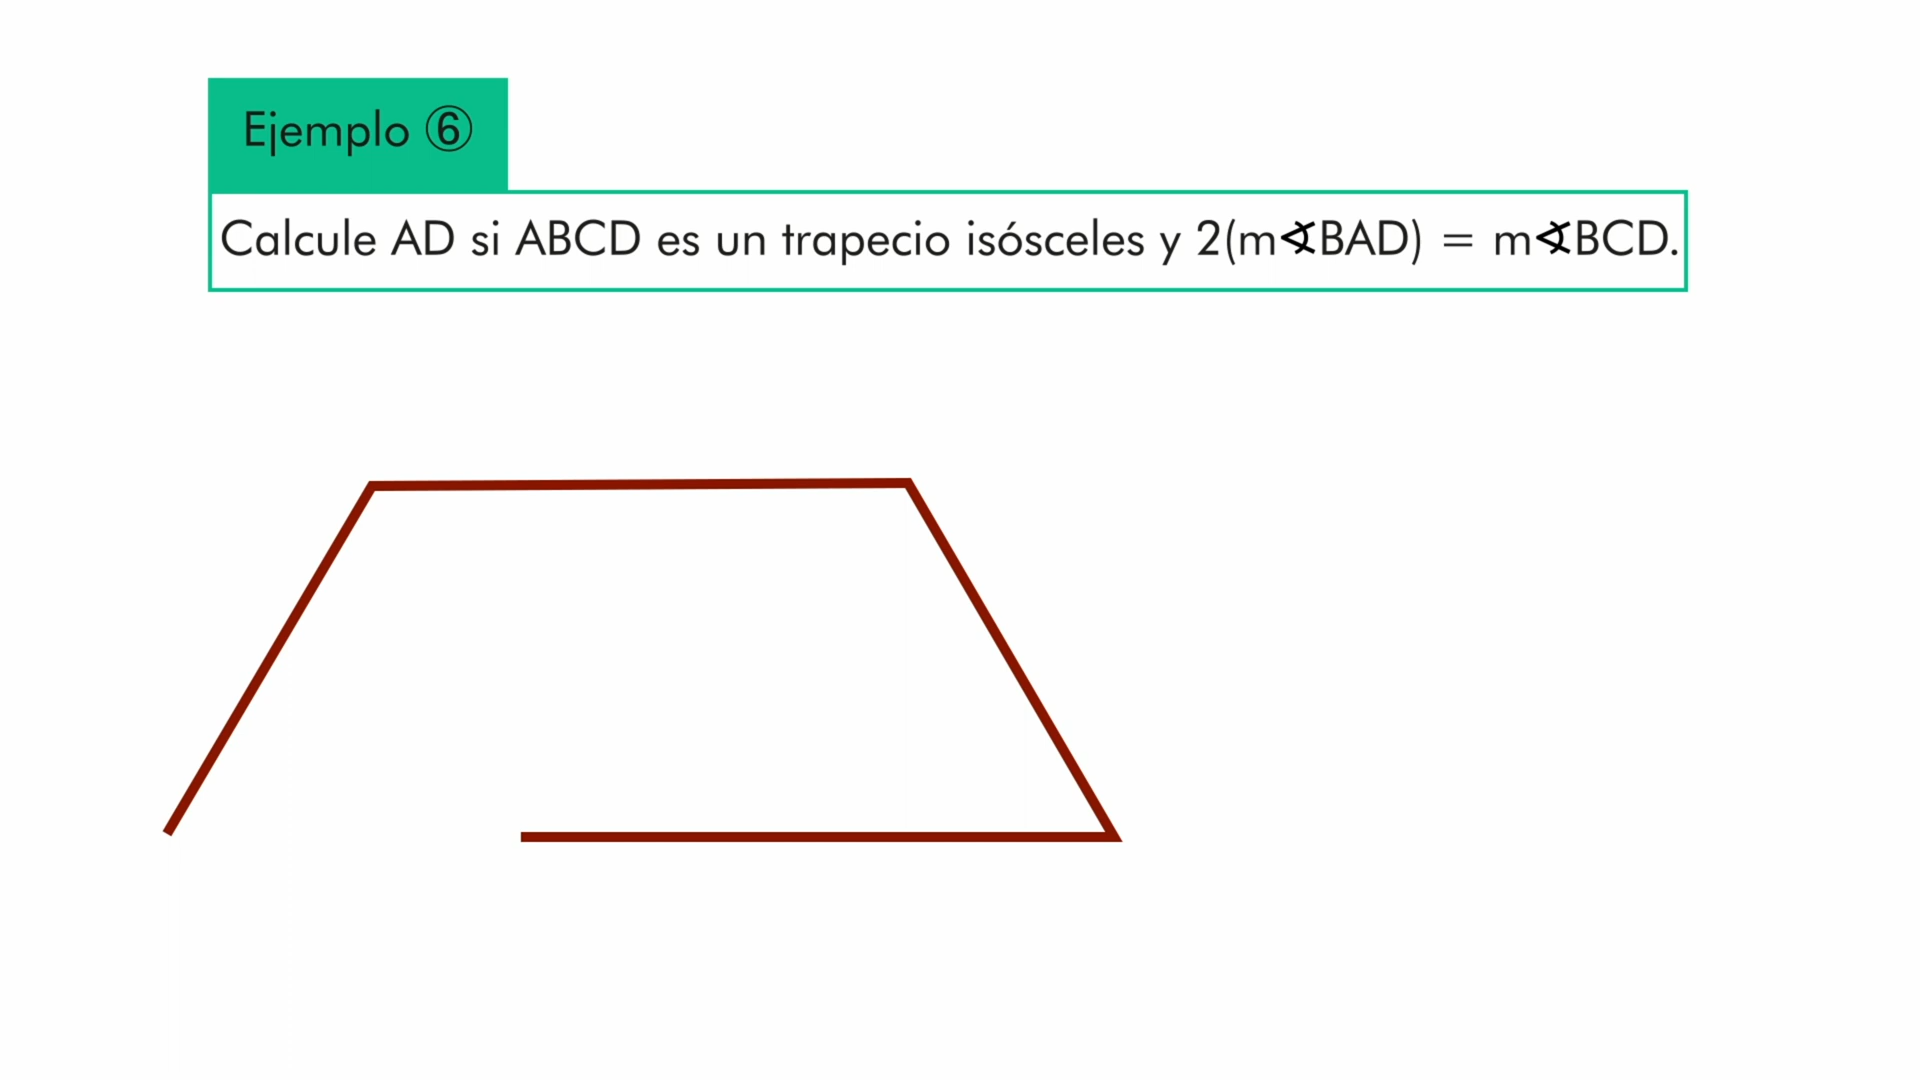 Ejemplo ⑥
Calcule AD si ABCD es un trapecio isósceles y 2(m∢BAD) = m∢BCD.